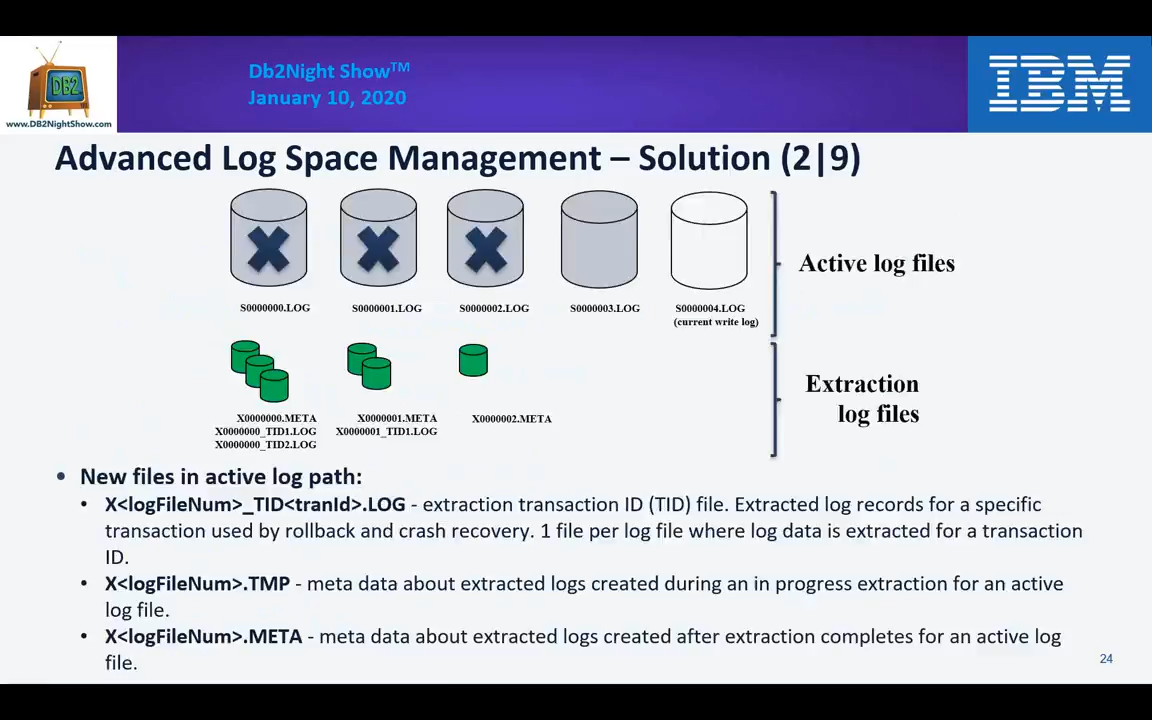 Db2Night Show™
January 10, 2020
DB2
www.DB2NightShow.com
IBM
Advanced Log Space Management – Solution (2|9)
S0000000.LOG
S0000001.LOG
S0000002.LOG
S0000003.LOG
S0000004.LOG
(current write log)
Active log files
X0000000.META
X0000000_TID1.LOG
X0000000_TID2.LOG
X0000001.META
X0000001_TID1.LOG
X0000002.META
Extraction
log files
• New files in active log path:
• X<logFileNum>_TID<tranId>.LOG - extraction transaction ID (TID) file. Extracted log records for a specific
transaction used by rollback and crash recovery. 1 file per log file where log data is extracted for a transaction
ID.
• X<logFileNum>.TMP - meta data about extracted logs created during an in progress extraction for an active
log file.
• X<logFileNum>.META - meta data about extracted logs created after extraction completes for an active log
file.
24